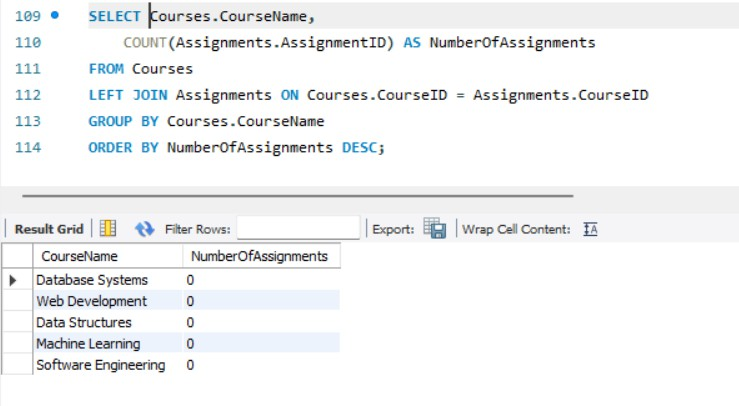 109 SELECT Courses.CourseName,
110 COUNT(Assignments.AssignmentID) AS NumberOfAssignments
111 FROM Courses
112 LEFT JOIN Assignments ON Courses.CourseID = Assignments.CourseID
113 GROUP BY Courses.CourseName
114 ORDER BY NumberOfAssignments DESC;
Result Grid Filter Rows: Export: Wrap Cell Content: IA
CourseName NumberOfAssignments
Database Systems 0
Web Development 0
Data Structures 0
Machine Learning 0
Software Engineering 0